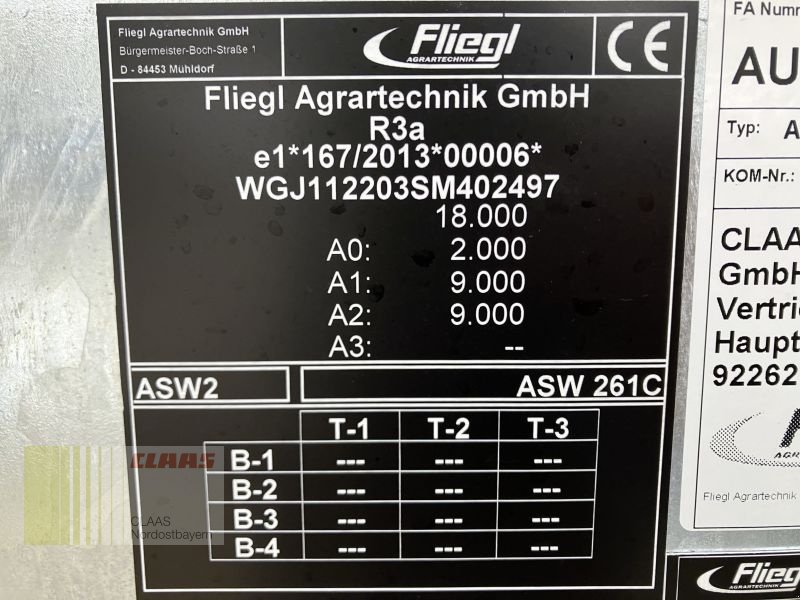 Fliegl Agrartechnik GmbH
Bürgermeister-Boch-Straße 1
D - 84453 Mühldorf
Fliegl
AGRARTECHNIK
CE
Fliegl Agrartechnik GmbH
R3a
e1*167/2013*00006*
WGJ112203SM402497
18.000
A0: 2.000
A1: 9.000
A2: 9.000
A3: --
ASW2 ASW 261C
T-1 T-2 T-3
B-1 --- --- ---
B-2 --- --- ---
B-3 --- --- ---
B-4 --- --- ---
CLAAS
CLAAS
Nordostbayern
FA Numm
AU
Typ: A
KOM-Nr.:
CLAA
GmbH
Vertri
Haupt
92262
Fli
AGRA
Fliegl Agrartechnik
Fliegl
AGRARTECHNIK